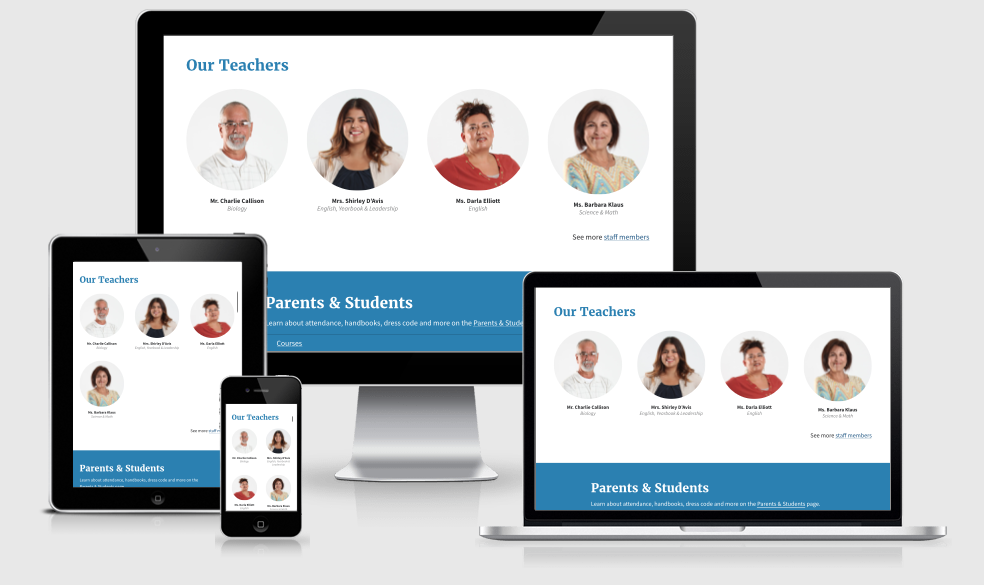 Our Teachers
Mr. Charlie Callison
Biology
Mrs. Shirley D'Avis
English, Yearbook & Leadership
Ms. Darla Elliott
English
Ms. Barbara Klaus
Science & Math
See more staff members
Parents & Students
Learn about attendance, handbooks, dress code and more on the Parents & Stude
Courses
Our Teachers
Mr. Charlie Callison
Biology
Mrs. Shirley D'Avis
English, Yearbook & Leadership
Ms. Darla Elliott
English
Ms. Barbara Klaus
Science & Math
See more staff
Parents & Students
Learn about attendance, handbooks, dress code and more on the
Our Teachers
Mr. Charlie Callison
Biology
Mrs. Shirley D'Avis
English, Yearbook & Leadership
Ms. Darla Elliott
Ms. Barbara Klaus
Our Teachers
Mr. Charlie Callison
Biology
Mrs. Shirley D'Avis
English, Yearbook & Leadership
Ms. Darla Elliott
English
Ms. Barbara Klaus
Science & Math
See more staff members
Parents & Students
Learn about attendance, handbooks, dress code and more on the Parents & Students page.